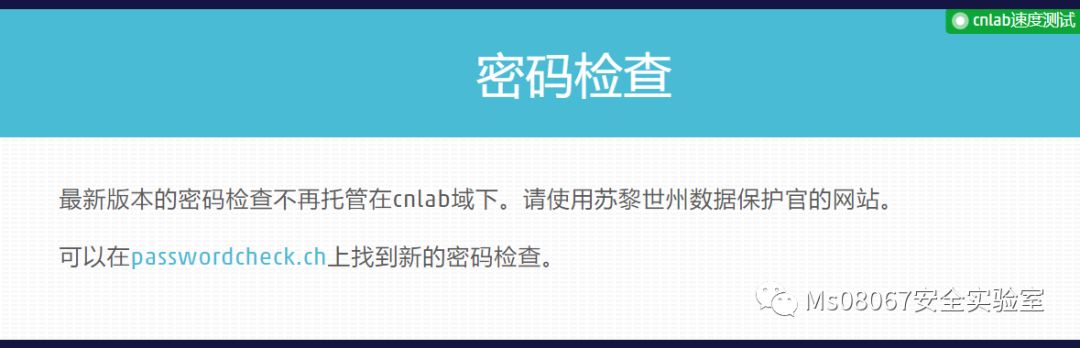 cnlab速度测试
密码检查
最新版本的密码检查不再托管在cnlab域下。请使用苏黎世州数据保护官的网站。
可以在passwordcheck.ch上找到新的密码检查。
Ms08067安全实验室